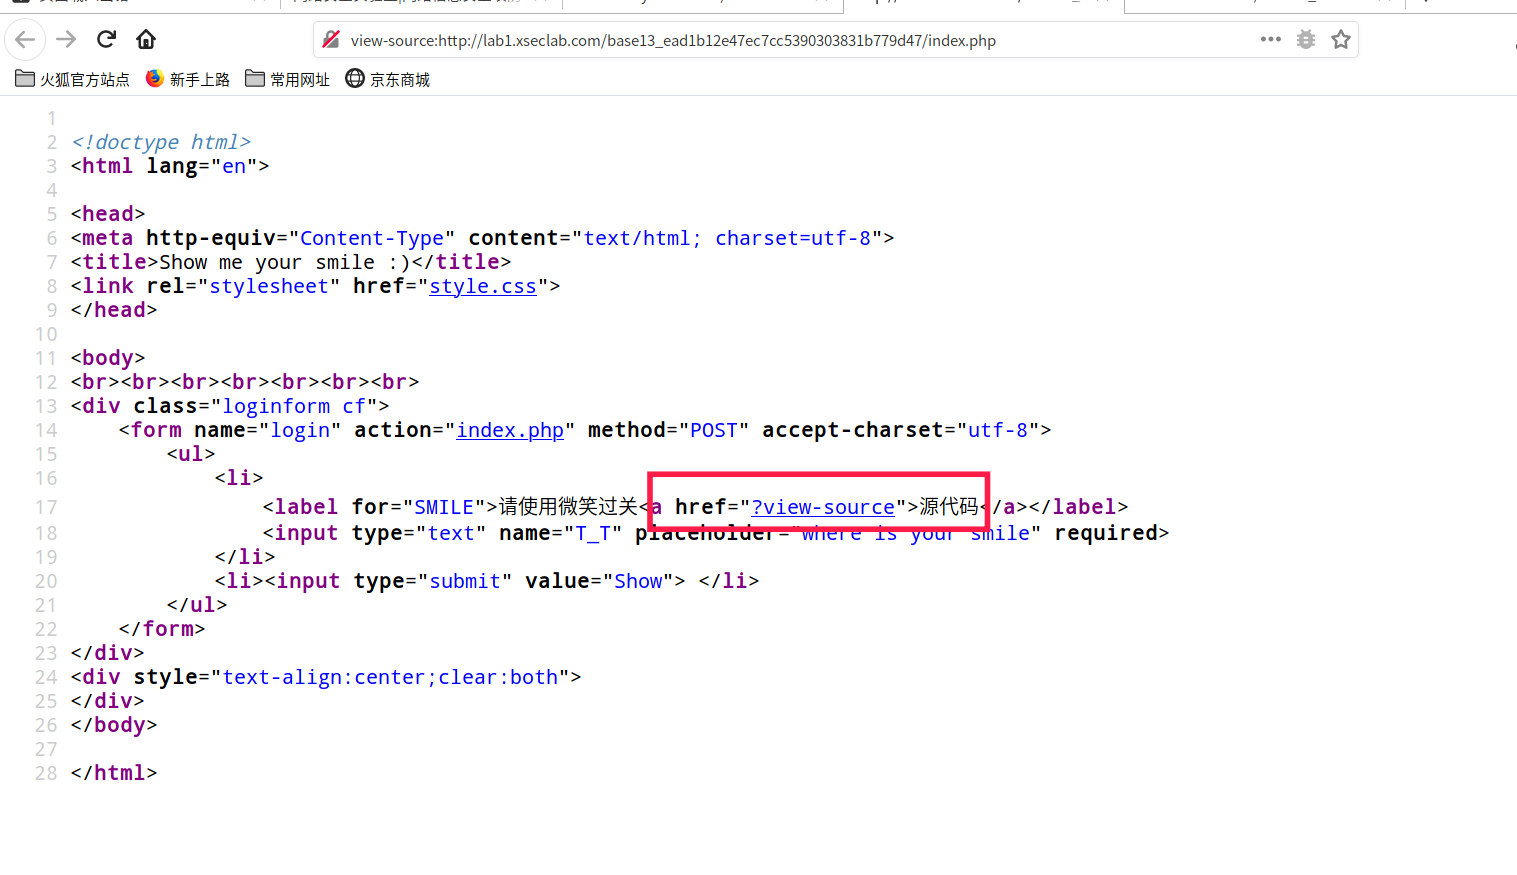 view-source:http://lab1.xseclab.com/base13_ead1b12e47ec7cc5390303831b779d47/index.php
火狐官方站点 新手上路 常用网址 京东商城
1
2 <!doctype html>
3 <html lang="en">
4
5 <head>
6 <meta http-equiv="Content-Type" content="text/html; charset=utf-8">
7 <title>Show me your smile :)</title>
8 <link rel="stylesheet" href="style.css">
9 </head>
10
11 <body>
12 <br><br><br><br><br><br><br>
13 <div class="loginform cf">
14 <form name="login" action="index.php" method="POST" accept-charset="utf-8">
15 <ul>
16 <li>
17 <label for="SMILE">请使用微笑过关<a href="?view-source">源代码</a></label>
18 <input type="text" name="T_T" placeholder="where is your smile" required>
19 </li>
20 <li><input type="submit" value="Show"> </li>
21 </ul>
22 </form>
23 </div>
24 <div style="text-align:center;clear:both">
25 </div>
26 </body>
27
28 </html>